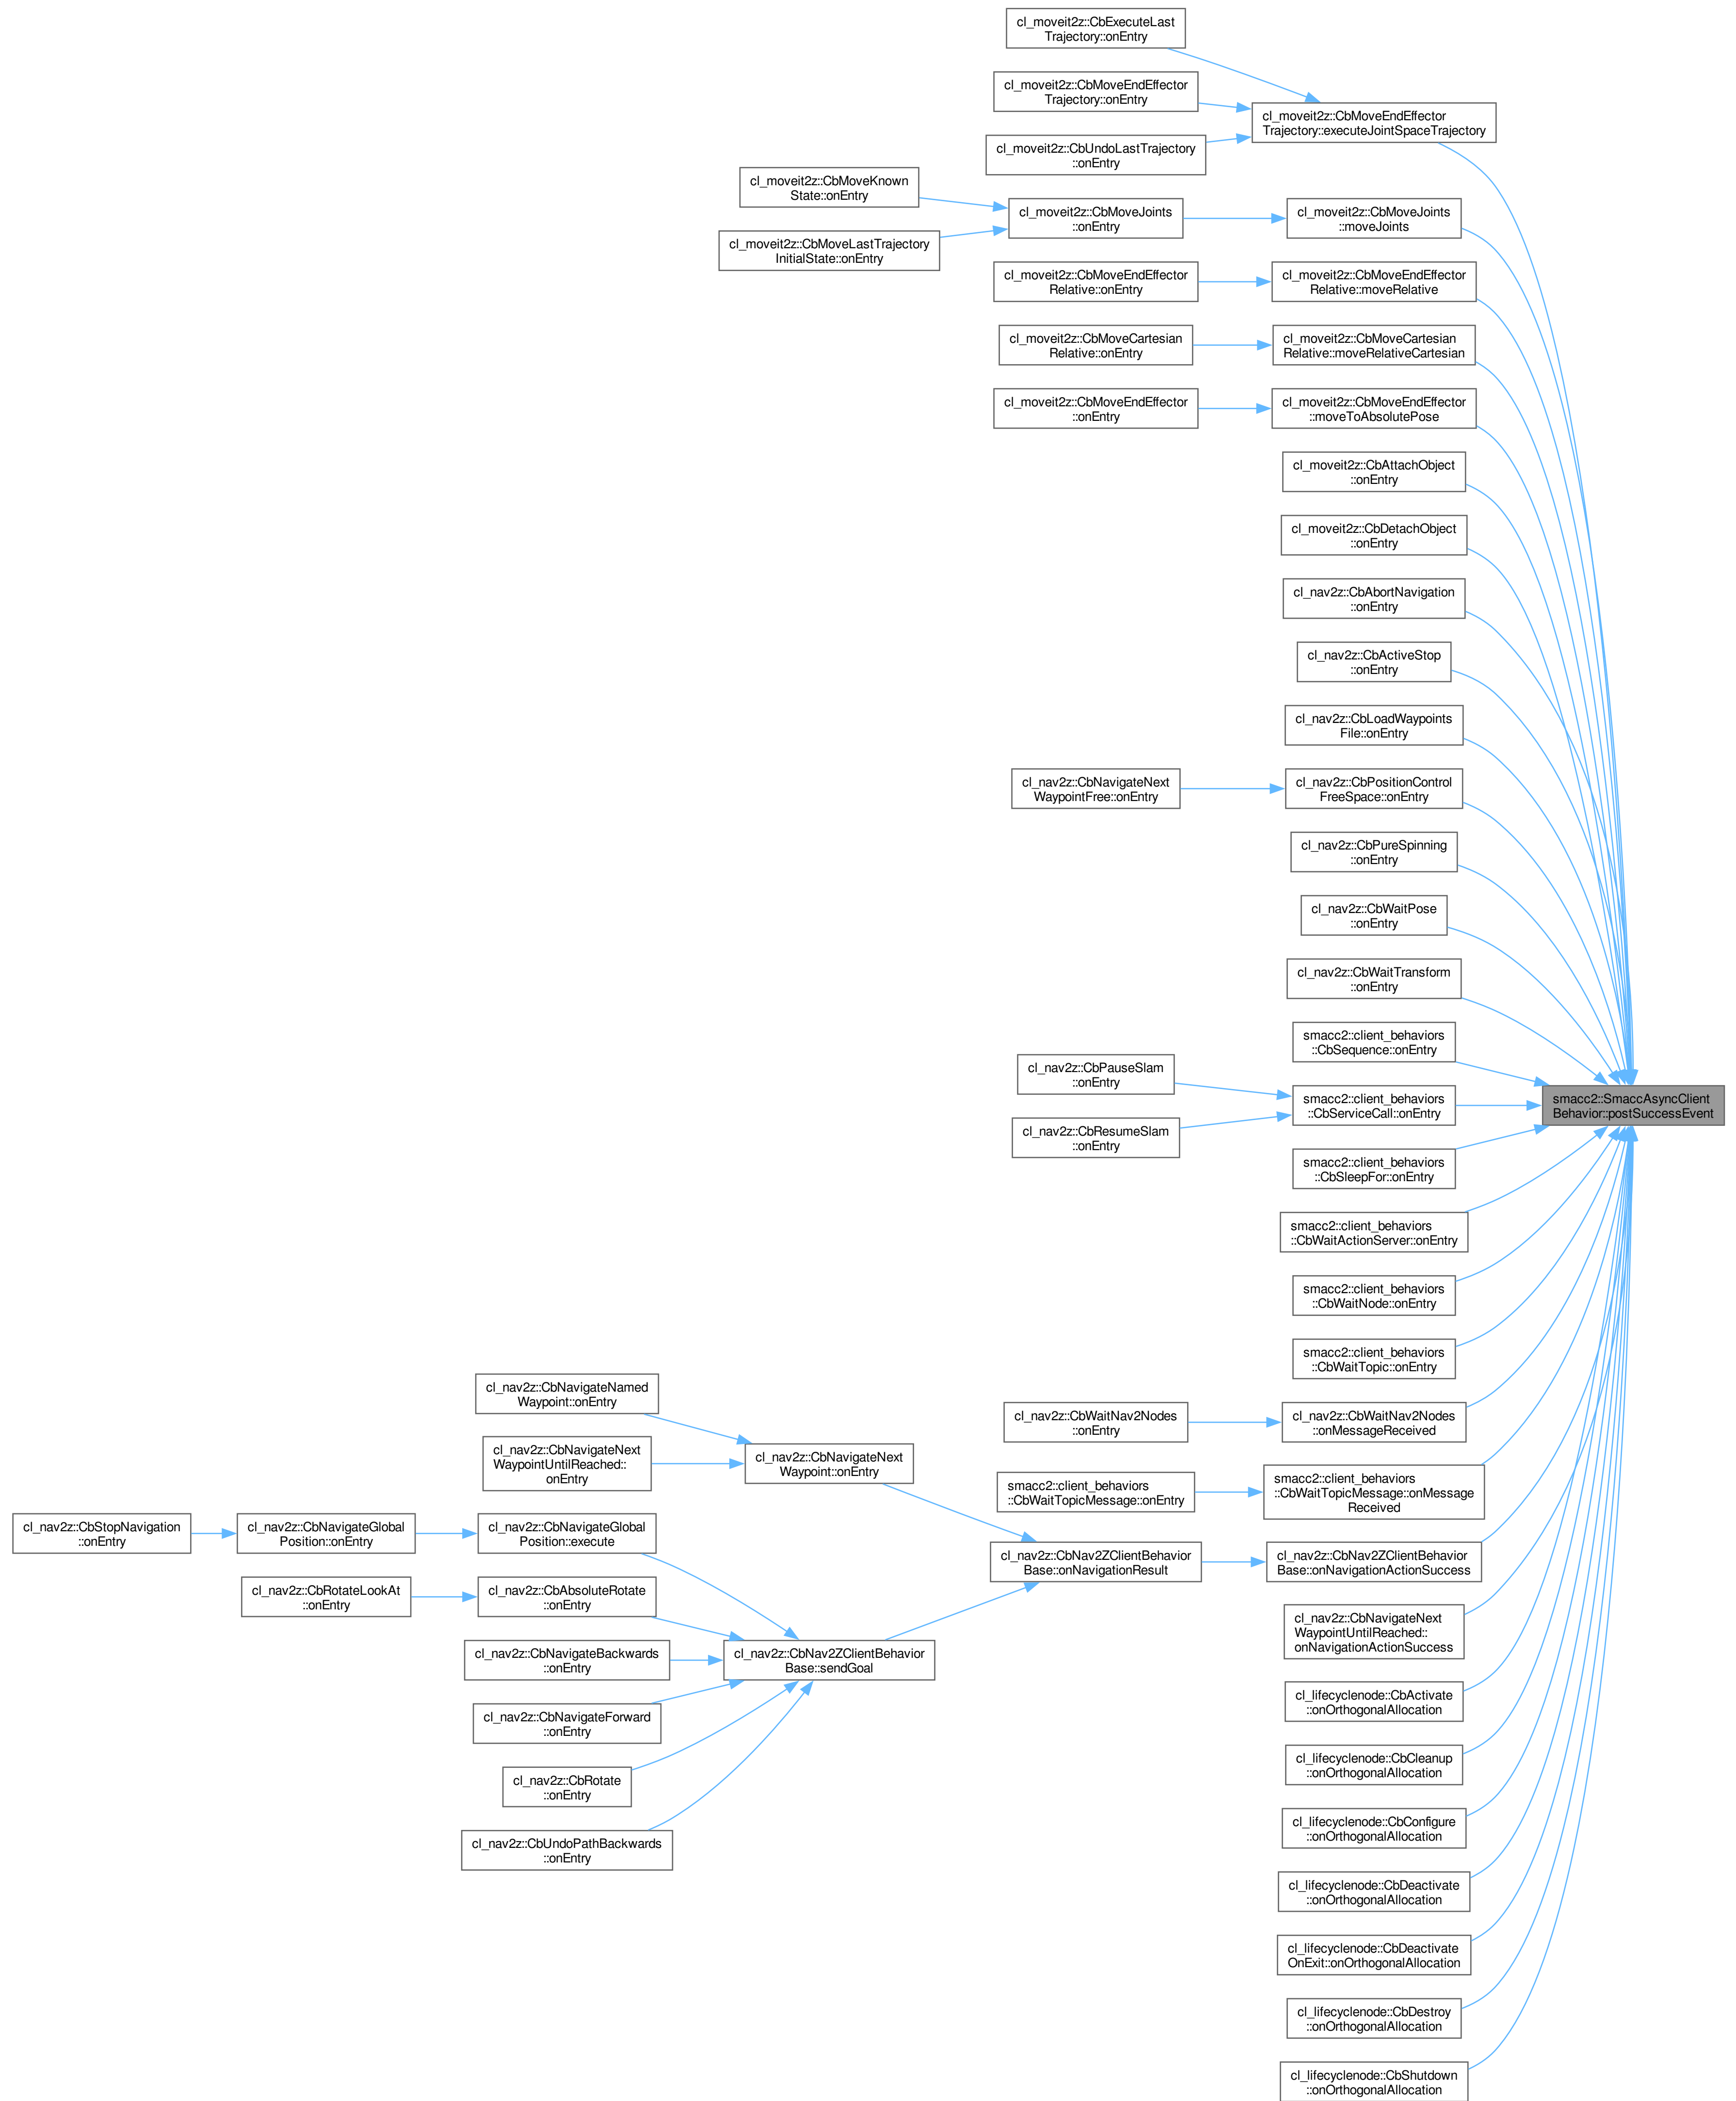 cl_moveit2z::CbExecuteLast
Trajectory::onEntry
cl_moveit2z::CbMoveEndEffector
Trajectory::onEntry
cl_moveit2z::CbMoveEndEffector
Trajectory::executeJointSpaceTrajectory
cl_moveit2z::CbUndoLastTrajectory
::onEntry
cl_moveit2z::CbMoveKnown
State::onEntry
cl_moveit2z::CbMoveJoints
::onEntry
cl_moveit2z::CbMoveJoints
::moveJoints
cl_moveit2z::CbMoveLastTrajectory
InitialState::onEntry
cl_moveit2z::CbMoveEndEffector
Relative::onEntry
cl_moveit2z::CbMoveEndEffector
Relative::moveRelative
cl_moveit2z::CbMoveCartesian
Relative::onEntry
cl_moveit2z::CbMoveCartesian
Relative::moveRelativeCartesian
cl_moveit2z::CbMoveEndEffector
::onEntry
cl_moveit2z::CbMoveEndEffector
::moveToAbsolutePose
cl_moveit2z::CbAttachObject
::onEntry
cl_moveit2z::CbDetachObject
::onEntry
cl_nav2z::CbAbortNavigation
::onEntry
cl_nav2z::CbActiveStop
::onEntry
cl_nav2z::CbLoadWaypoints
File::onEntry
cl_nav2z::CbNavigateNext
WaypointFree::onEntry
cl_nav2z::CbPositionControl
FreeSpace::onEntry
cl_nav2z::CbPureSpinning
::onEntry
cl_nav2z::CbWaitPose
::onEntry
cl_nav2z::CbWaitTransform
::onEntry
smacc2::client_behaviors
::CbSequence::onEntry
cl_nav2z::CbPauseSlam
::onEntry
smacc2::client_behaviors
::CbServiceCall::onEntry
smacc2::SmaccAsyncClient
Behavior::postSuccessEvent
cl_nav2z::CbResumeSlam
::onEntry
smacc2::client_behaviors
::CbSleepFor::onEntry
smacc2::client_behaviors
::CbWaitActionServer::onEntry
smacc2::client_behaviors
::CbWaitNode::onEntry
smacc2::client_behaviors
::CbWaitTopic::onEntry
cl_nav2z::CbNavigateNamed
Waypoint::onEntry
cl_nav2z::CbWaitNav2Nodes
::onEntry
cl_nav2z::CbWaitNav2Nodes
::onMessageReceived
cl_nav2z::CbNavigateNext
WaypointUntilReached::
onEntry
cl_nav2z::CbNavigateNext
Waypoint::onEntry
smacc2::client_behaviors
::CbWaitTopicMessage::onEntry
smacc2::client_behaviors
::CbWaitTopicMessage::onMessage
Received
cl_nav2z::CbStopNavigation
::onEntry
cl_nav2z::CbNavigateGlobal
Position::onEntry
cl_nav2z::CbNavigateGlobal
Position::execute
cl_nav2z::CbNav2ZClientBehavior
Base::onNavigationResult
cl_nav2z::CbNav2ZClientBehavior
Base::onNavigationActionSuccess
cl_nav2z::CbRotateLookAt
::onEntry
cl_nav2z::CbAbsoluteRotate
::onEntry
cl_nav2z::CbNavigateNext
WaypointUntilReached::
onNavigationActionSuccess
cl_nav2z::CbNavigateBackwards
::onEntry
cl_nav2z::CbNav2ZClientBehavior
Base::sendGoal
cl_nav2z::CbNavigateForward
::onEntry
cl_lifecyclenode::CbActivate
::onOrthogonalAllocation
cl_nav2z::CbRotate
::onEntry
cl_lifecyclenode::CbCleanup
::onOrthogonalAllocation
cl_nav2z::CbUndoPathBackwards
::onEntry
cl_lifecyclenode::CbConfigure
::onOrthogonalAllocation
cl_lifecyclenode::CbDeactivate
::onOrthogonalAllocation
cl_lifecyclenode::CbDeactivate
OnExit::onOrthogonalAllocation
cl_lifecyclenode::CbDestroy
::onOrthogonalAllocation
cl_lifecyclenode::CbShutdown
::onOrthogonalAllocation